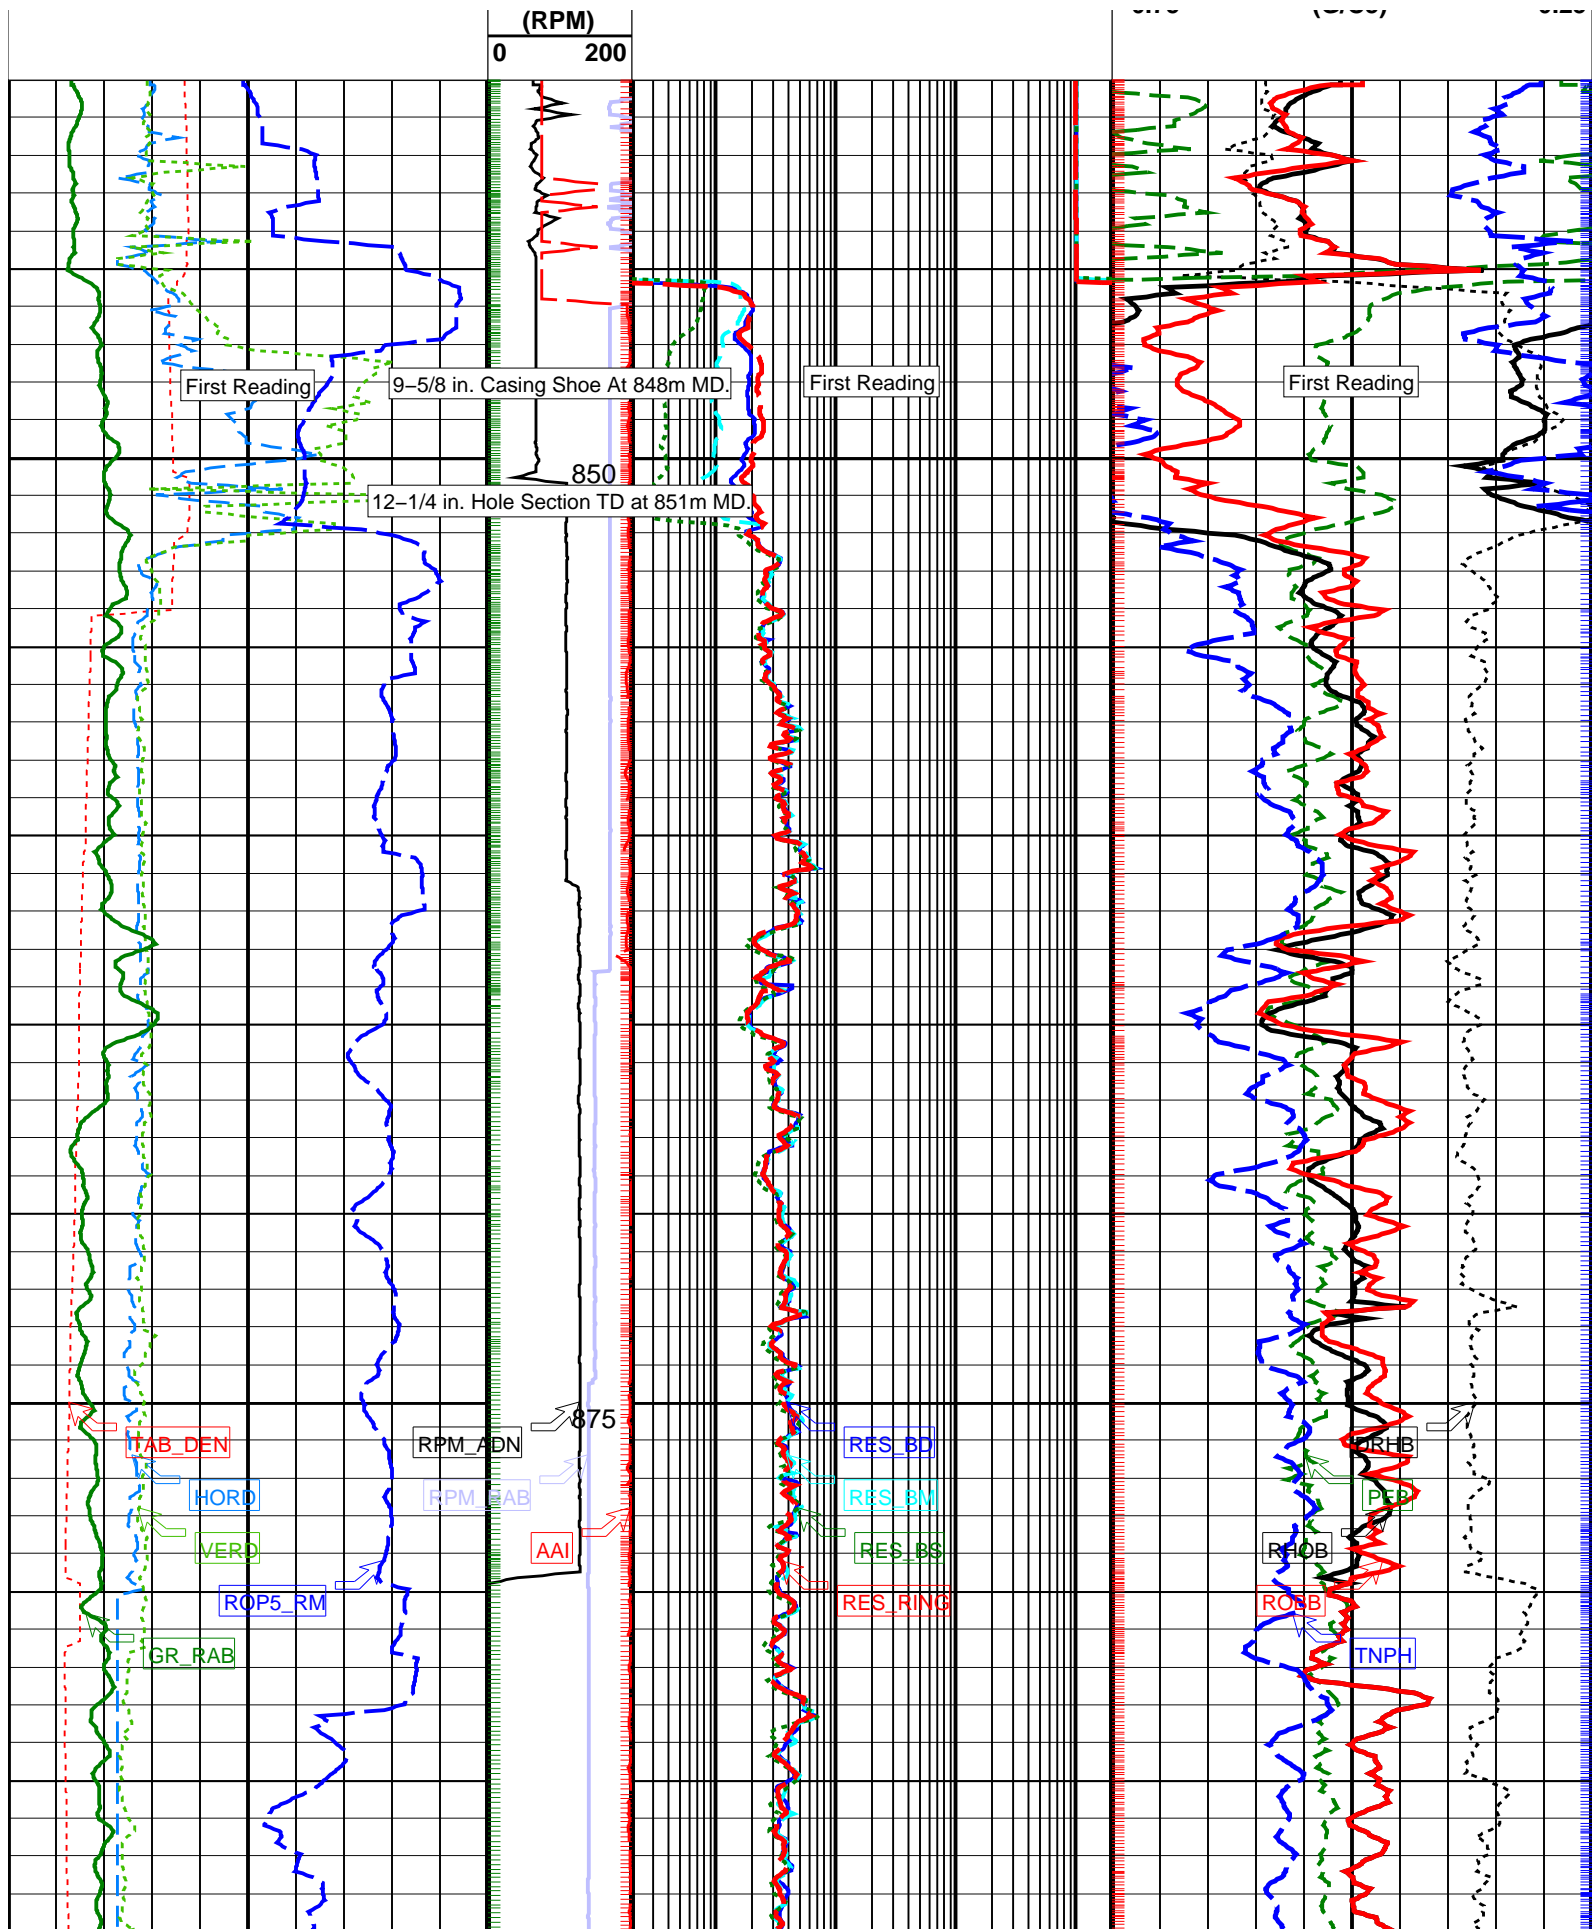 (RPM)
0 200
First Reading
9–5/8 in. Casing Shoe At 848m MD.
First Reading
First Reading
850
12–1/4 in. Hole Section TD at 851m MD.
875
TAB_DEN
RPM_ADN
RES_BD
DRHB
HORD
RPM_RAB
RES_BM
PEB
VERD
AAI
RES_BS
RHOB
ROP5_RM
RES_RING
ROBB
GR_RAB
TNPH